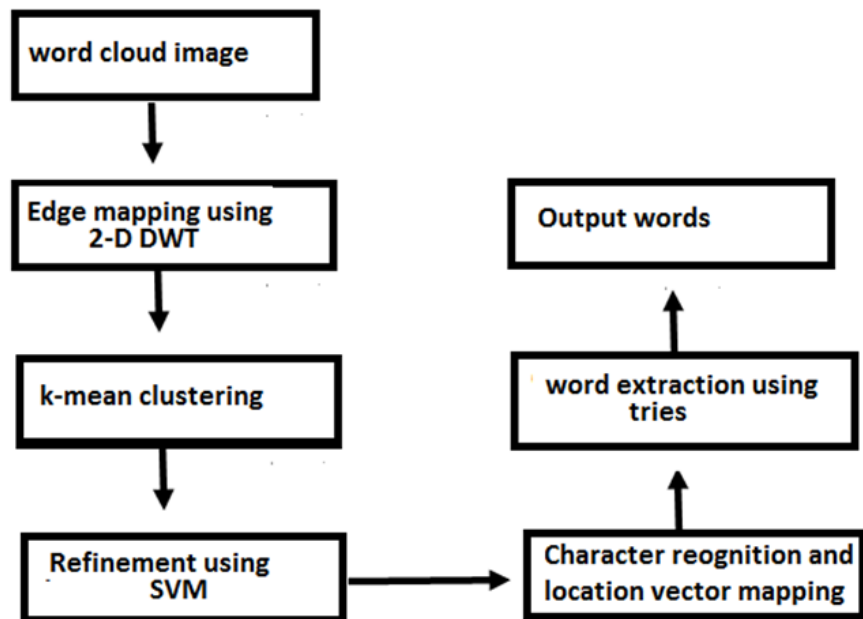 word cloud image
Edge mapping using
2-D DWT
k-mean clustering
Refinement using
SVM
Character reognition and
location vector mapping
word extraction using
tries
Output words